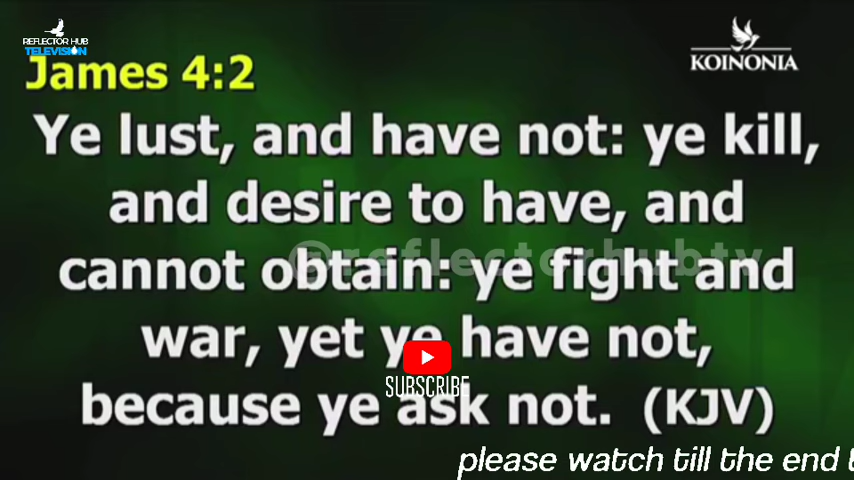 REFLECTOR HUB
TELEVISION
KOINONIA
James 4:2
Ye lust, and have not: ye kill,
and desire to have, and
cannot obtain: ye fight and
@reflectorhubtv
war, yet ye have not,
SUBSCRIBE
because ye ask not. (KJV)
please watch till the end